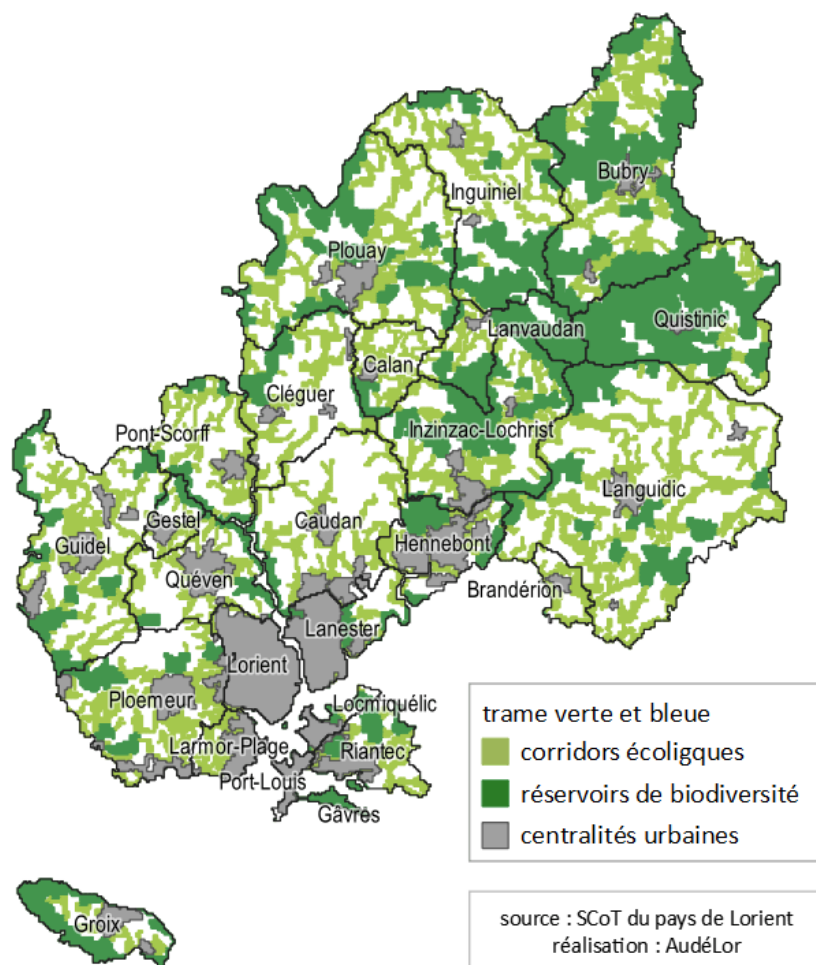 Bubry
Inguiniel
Plouay
Quistinic
Lanvaudan
Calan
Cléguer
Inzinzac-Lochrist
Pont-Scorff
Languidic
Caudan
Gestel
Guidel
Hennebont
Quéven
Brandérion
Lanester
Lorient
Ploemeur
Locmiquélic
Larmor-Plage
Riantec
Port-Louis
Gâvres
Groix
trame verte et bleue
corridors écoligques
réservoirs de biodiversité
centralités urbaines
source : SCoT du pays de Lorient
réalisation : AudéLor